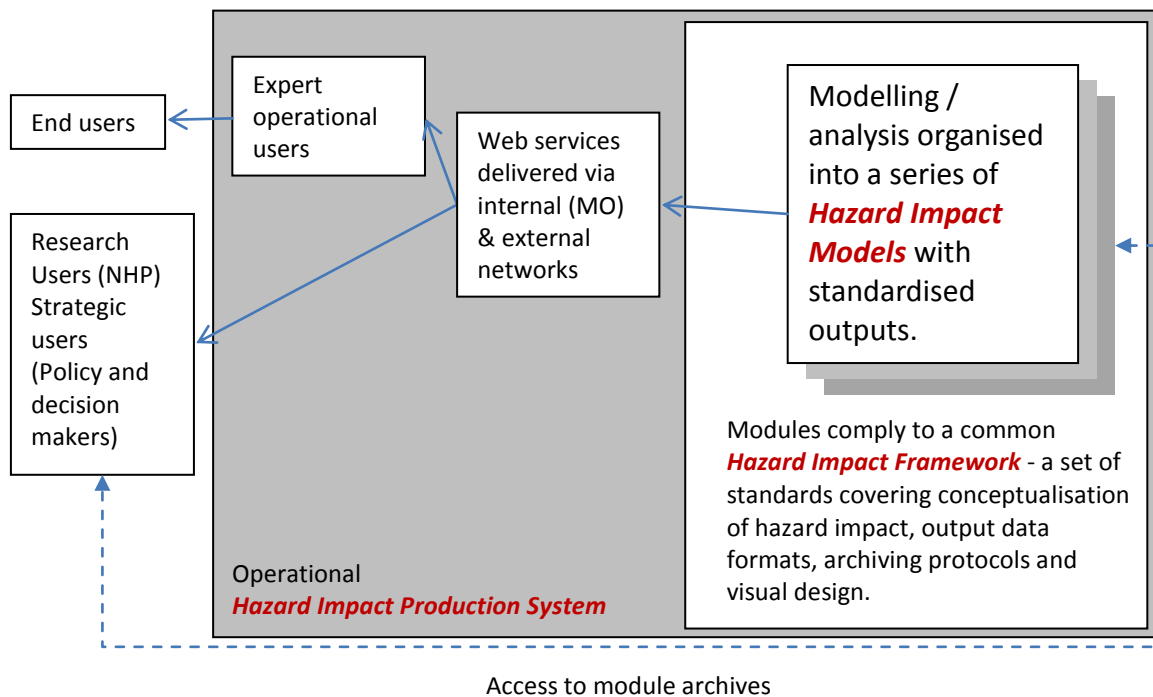 End users
Expert
operational
users
Web services
delivered via
internal (MO)
& external
networks
Modelling /
analysis organised
into a series of
Hazard Impact
Models with
standardised
outputs.
Research
Users (NHP)
Strategic
users
(Policy and
decision
makers)
Modules comply to a common
Hazard Impact Framework - a set of
standards covering conceptualisation
of hazard impact, output data
formats, archiving protocols and
visual design.
Operational
Hazard Impact Production System
Access to module archives